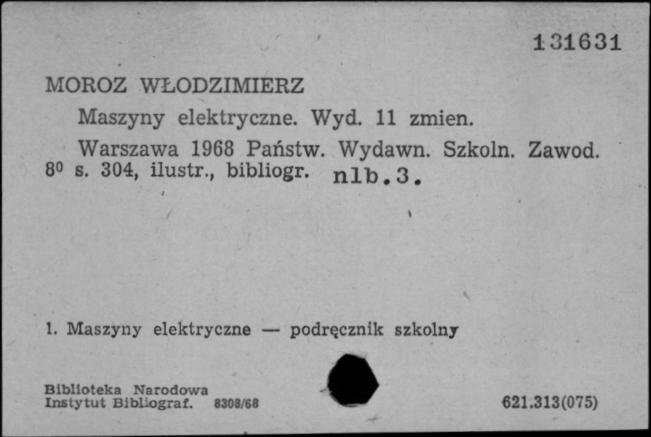 131631
MOROZ WŁODZIMIERZ
Maszyny elektryczne. Wyd. 11 zmien.
Warszawa 1968 Państw. Wydawn. Szkoln. Zawod.
8⁰ s. 304, ilustr., bibliogr. nlb.3.
1. Maszyny elektryczne — podręcznik szkolny
Biblioteka Narodowa
Instytut Bibliograf. 8308/68
621.313(075)